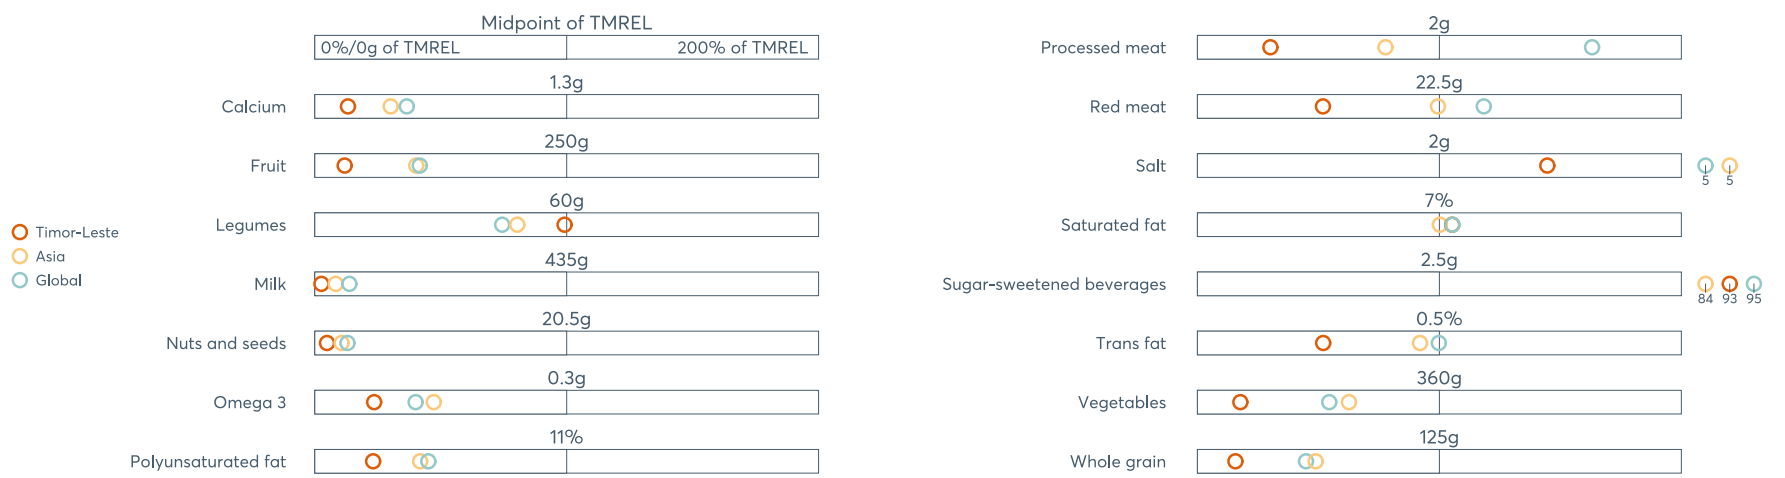 Midpoint of TMREL
0%/0g of TMREL
200% of TMREL
1.3g
Calcium
250g
Fruit
60g
Legumes
Timor-Leste
Asia
Global
435g
Milk
20.5g
Nuts and seeds
0.3g
Omega 3
11%
Polyunsaturated fat
2g
Processed meat
22.5g
Red meat
2g
Salt
5 5
7%
Saturated fat
2.5g
Sugar-sweetened beverages
84 93 95
0.5%
Trans fat
360g
Vegetables
125g
Whole grain